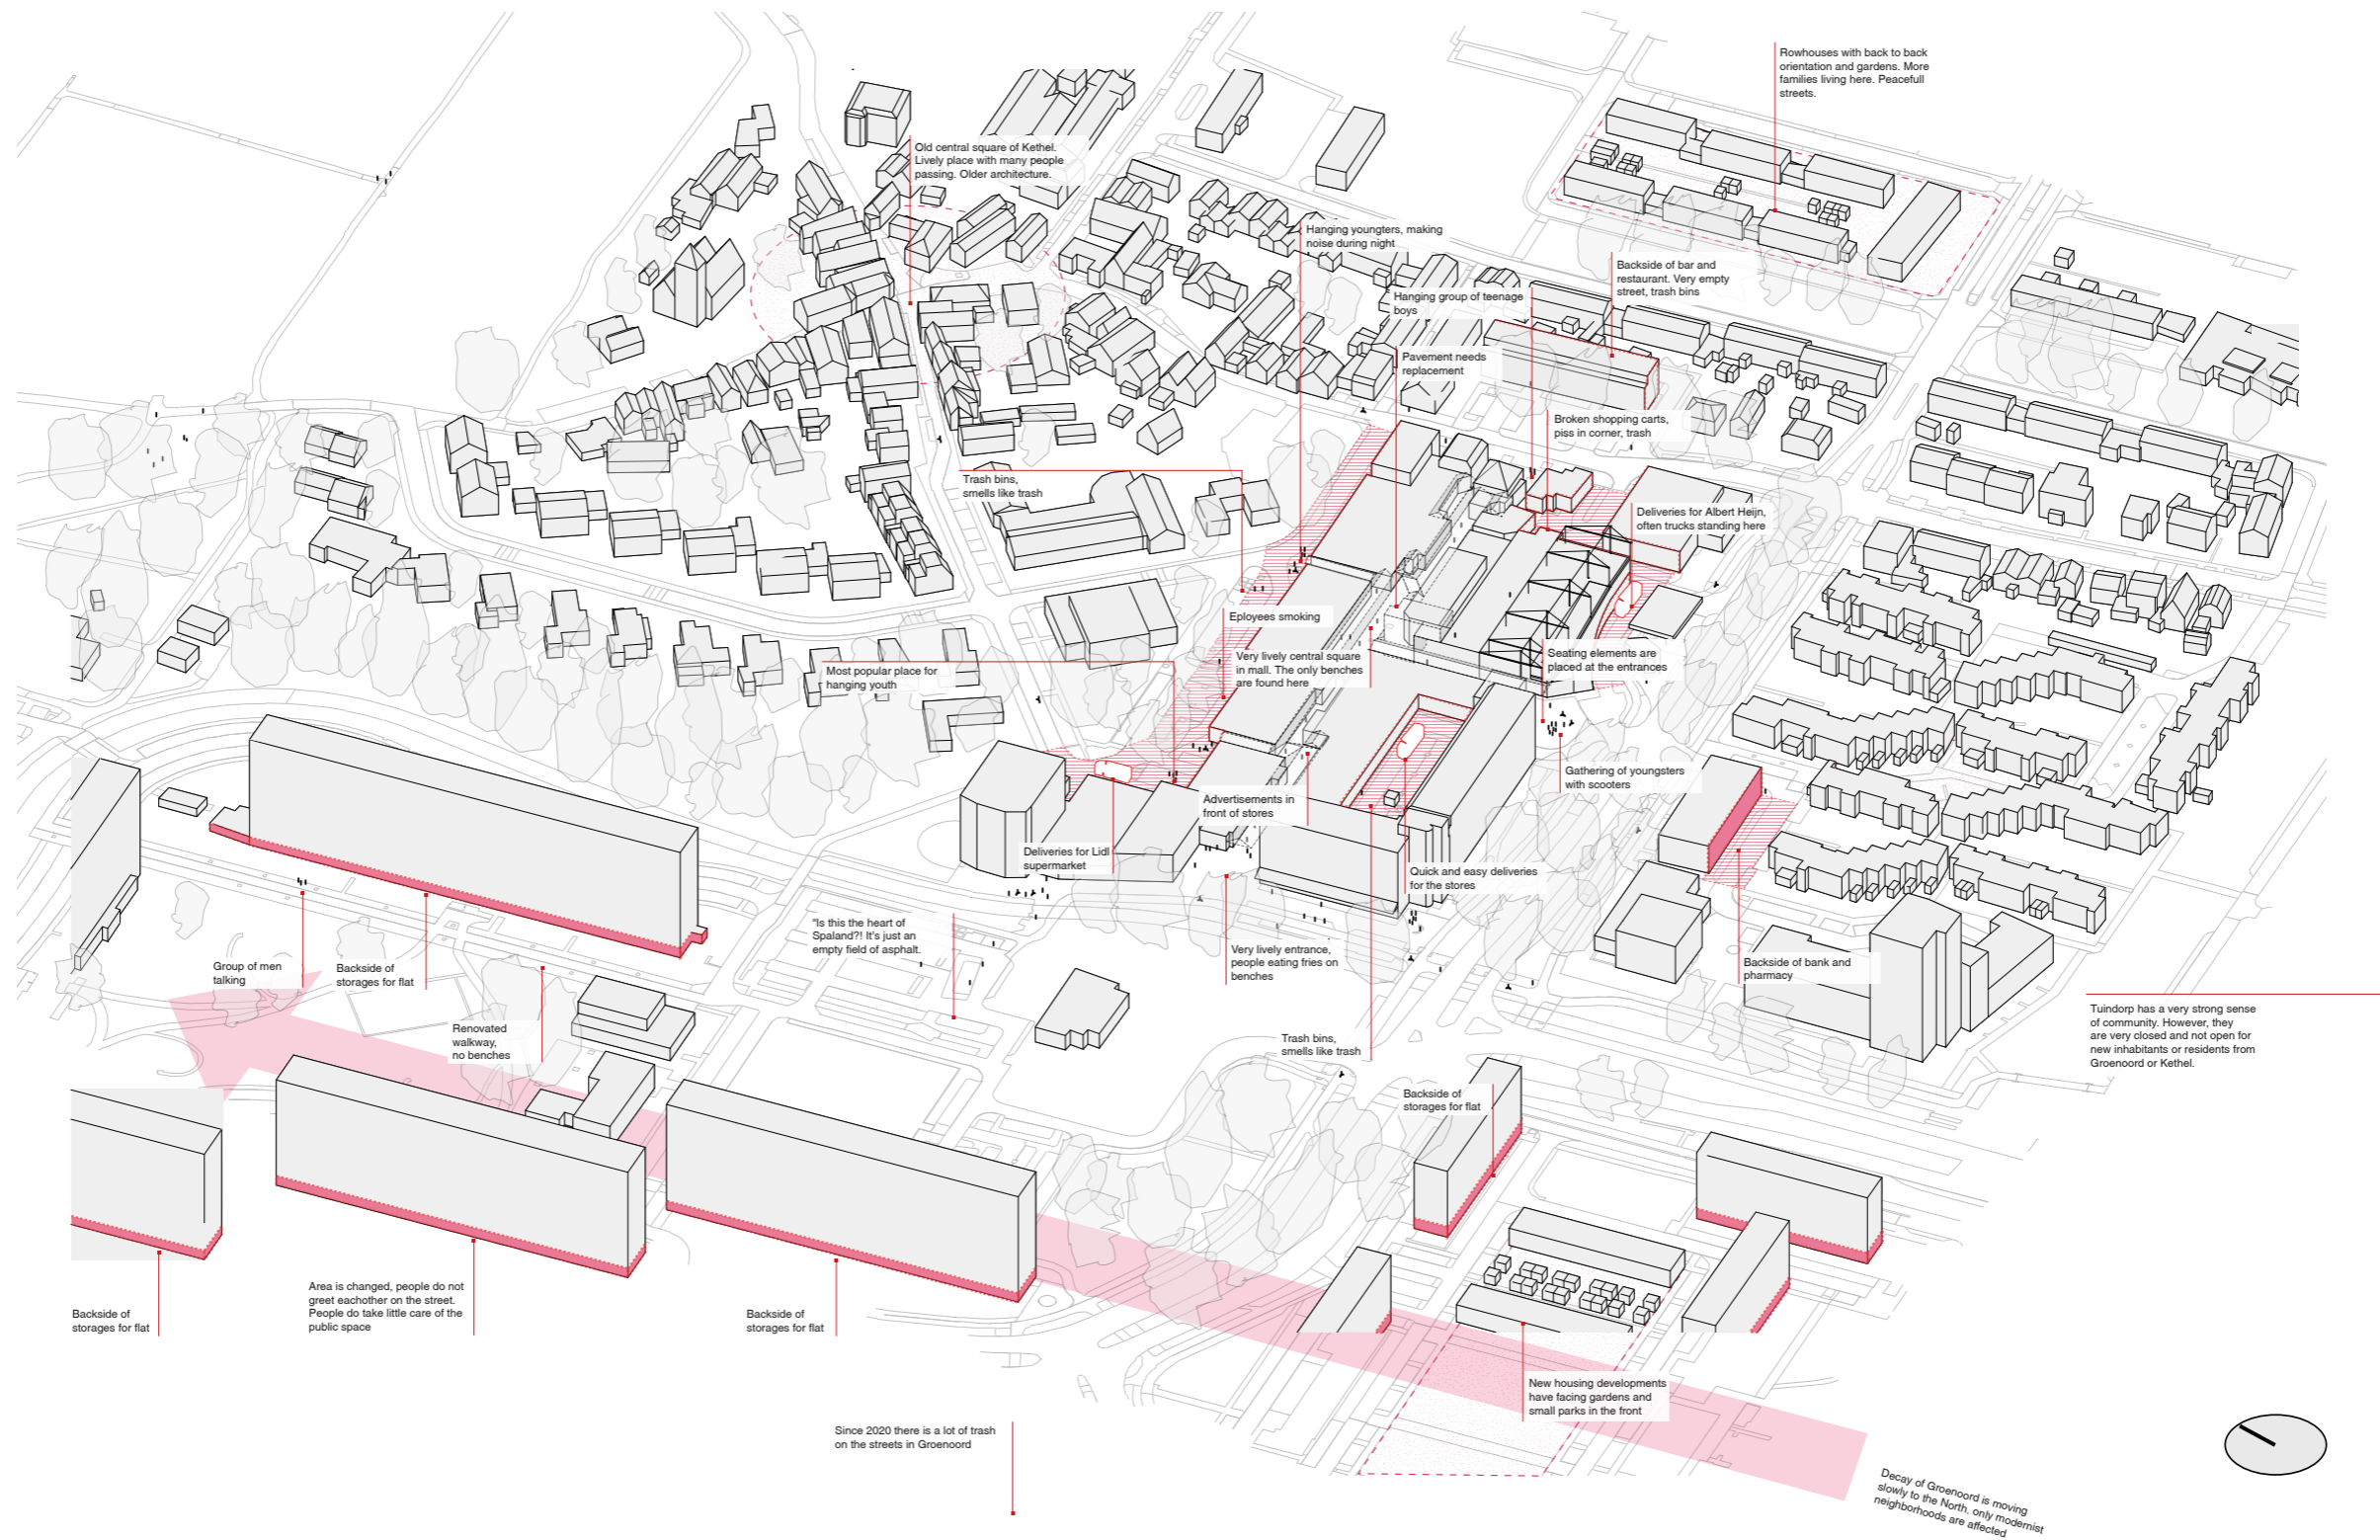 Rowhouses with back to back
orientation and gardens. More
families living here. Peacefull
streets.
Old central square of Kethel.
Lively place with many people
passing. Older architecture.
Hanging youngters, making
noise during night
Backside of bar and
restaurant. Very empty
street, trash bins
Hanging group of teenage
boys
Pavement needs
replacement
Broken shopping carts,
piss in corner, trash
Trash bins,
smells like trash
Deliveries for Albert Heijn,
often trucks standing here
Eployees smoking
Very lively central square
in mall. The only benches
are found here
Seating elements are
placed at the entrances
Most popular place for
hanging youth
Gathering of youngsters
with scooters
Advertisements in
front of stores
Deliveries for Lidl
supermarket
Quick and easy deliveries
for the stores
"Is this the heart of
Spaland?! It's just an
empty field of asphalt.
Very lively entrance,
people eating fries on
benches
Backside of bank and
pharmacy
Group of men
talking
Backside of
storages for flat
Tuindorp has a very strong sense
of community. However, they
are very closed and not open for
new inhabitants or residents from
Groenoord or Kethel.
Renovated
walkway,
no benches
Trash bins,
smells like trash
Backside of
storages for flat
Area is changed, people do not
greet eachother on the street.
People do take little care of the
public space
Backside of
storages for flat
Backside of
storages for flat
New housing developments
have facing gardens and
small parks in the front
Since 2020 there is a lot of trash
on the streets in Groenoord
Decay of Groenoord is moving
slowly to the North, only modernist
neighborhoods are affected